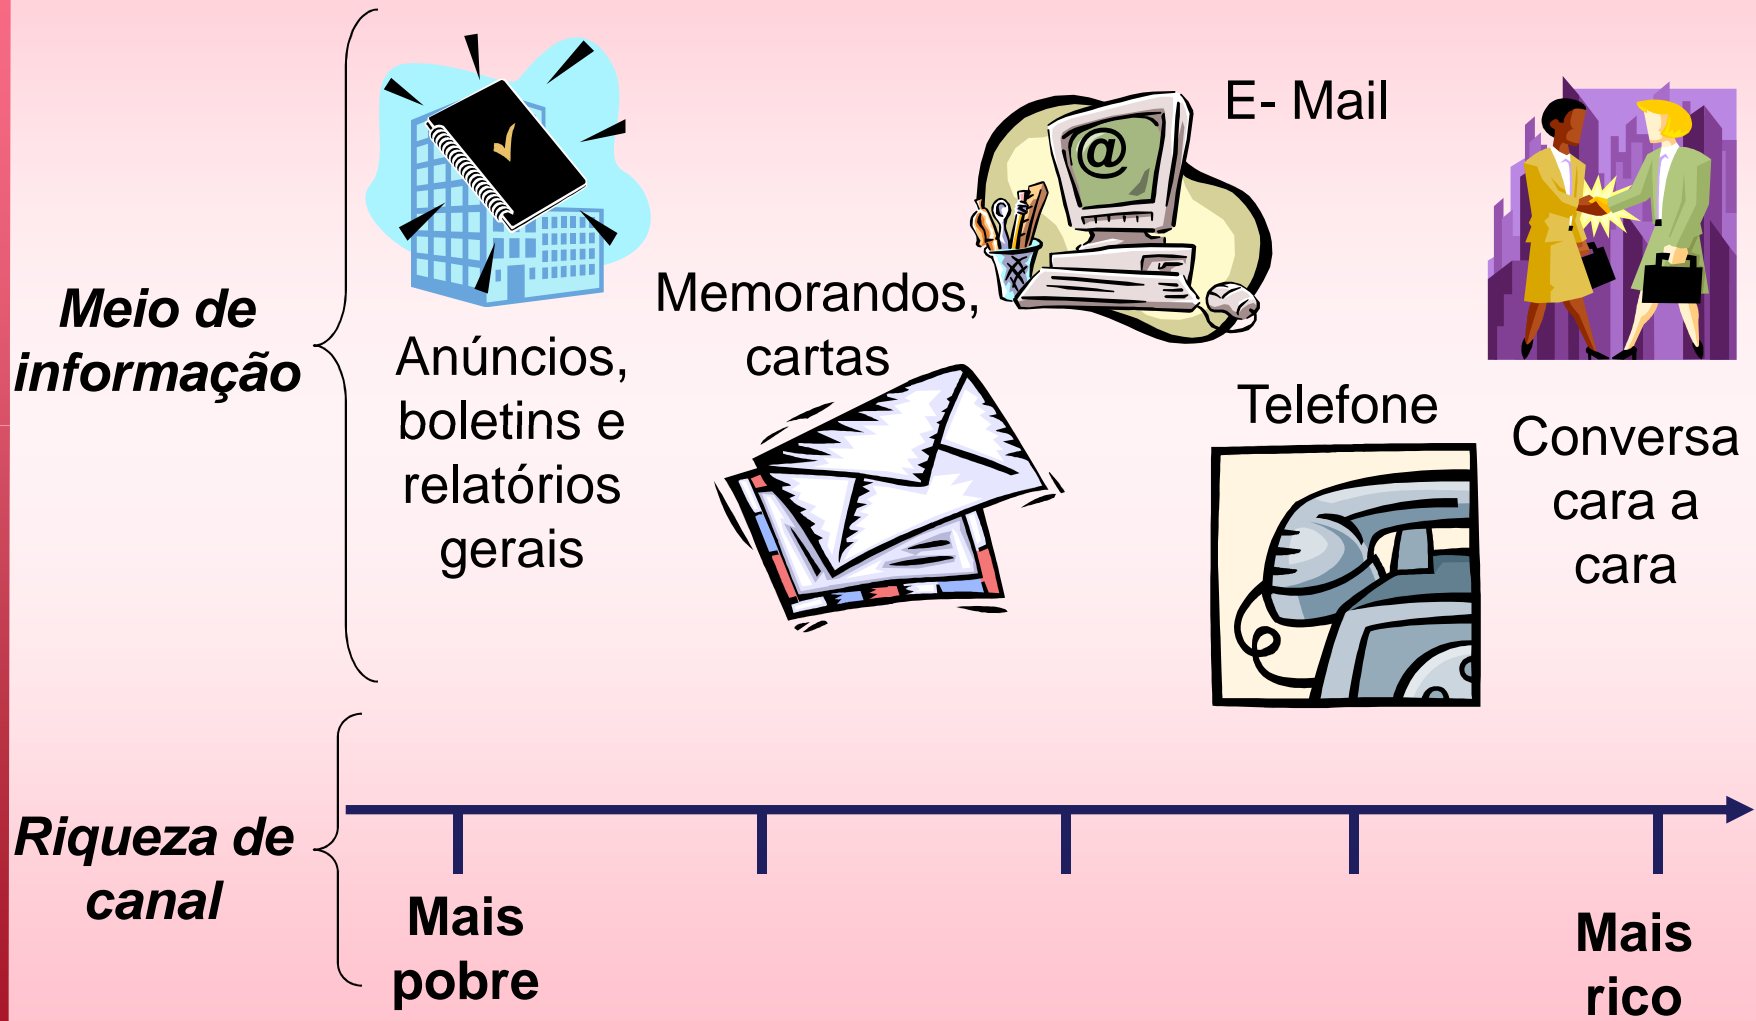 Meio de
informação
Anúncios,
boletins e
relatórios
gerais
Memorandos,
cartas
E- Mail
@
Telefone
Conversa
cara a
cara
Riqueza de
canal
Mais
pobre
Mais
rico